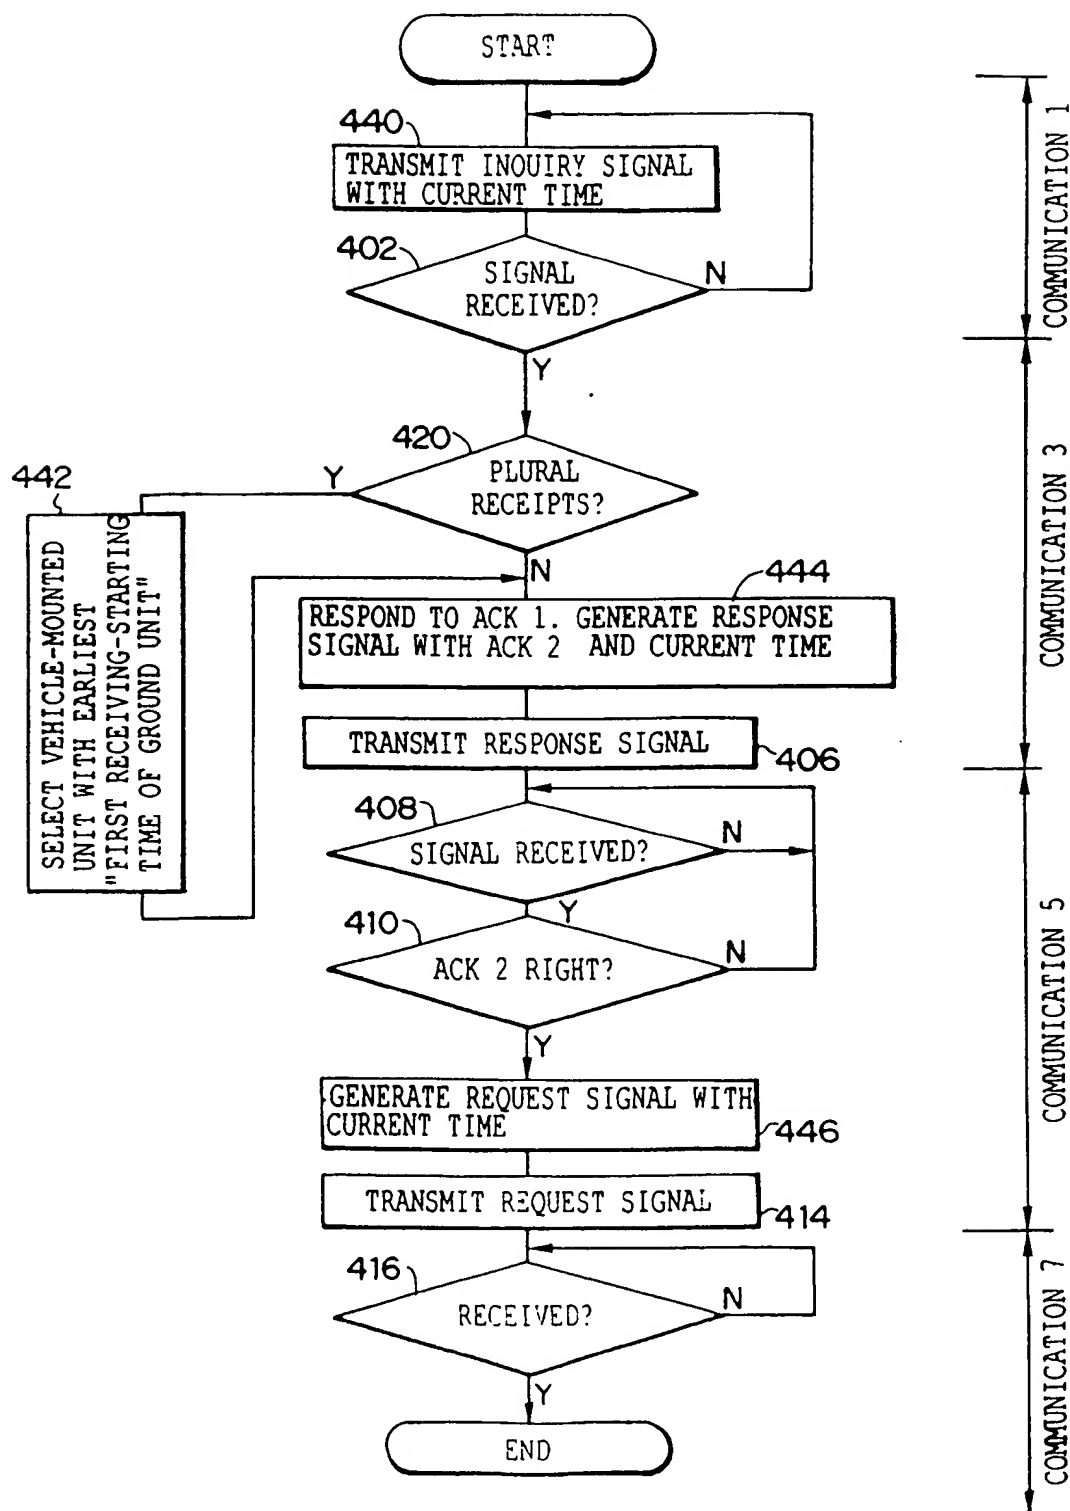 START
440
TRANSMIT INOUIRY SIGNAL
WITH CURRENT TIME
402
SIGNAL
RECEIVED?
N
Y
COMMUNICATION 1
420
PLURAL
RECEIPTS?
Y
N
442
SELECT VEHICLE-MOUNTED
UNIT WITH EARLIEST
"FIRST RECEIVING-STARTING
TIME OF GROUND UNIT"
444
RESPOND TO ACK 1. GENERATE RESPONSE
SIGNAL WITH ACK 2 AND CURRENT TIME
TRANSMIT RESPONSE SIGNAL
406
COMMUNICATION 3
408
SIGNAL RECEIVED?
N
Y
410
ACK 2 RIGHT?
N
Y
GENERATE REQUEST SIGNAL WITH
CURRENT TIME
446
TRANSMIT REQUEST SIGNAL
414
COMMUNICATION 5
416
RECEIVED?
N
Y
END
COMMUNICATION 7